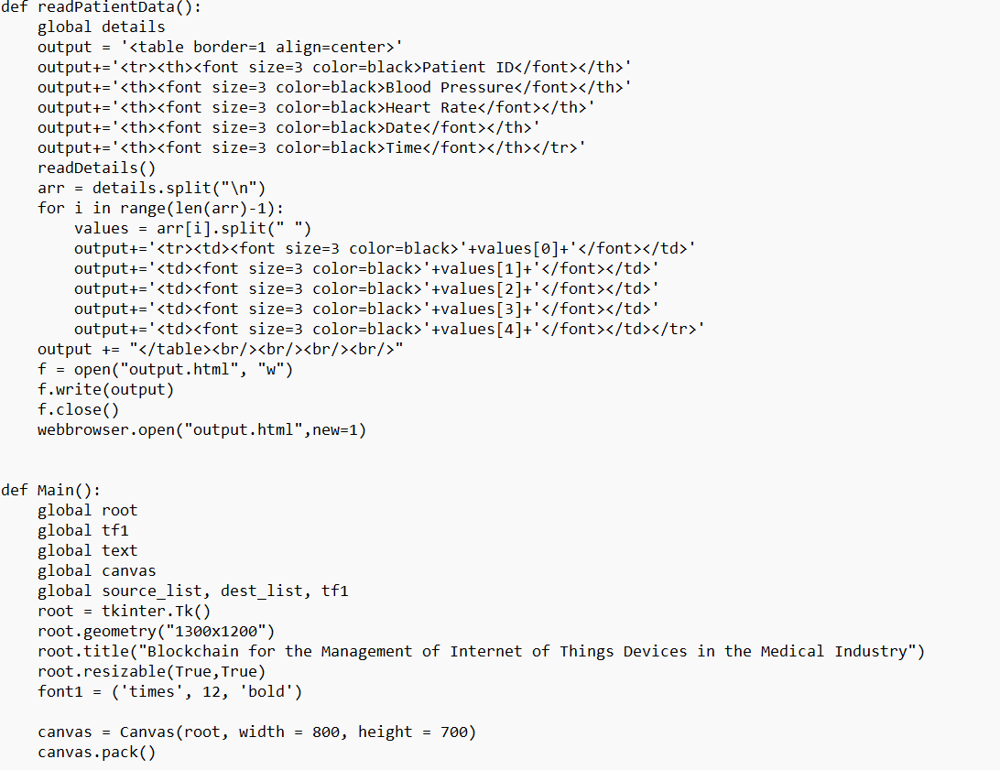 def readPatientData():
    global details
    output = '<table border=1 align=center>'
    output+='<tr><th><font size=3 color=black>Patient ID</font></th>'
    output+='<th><font size=3 color=black>Blood Pressure</font></th>'
    output+='<th><font size=3 color=black>Heart Rate</font></th>'
    output+='<th><font size=3 color=black>Date</font></th>'
    output+='<th><font size=3 color=black>Time</font></th></tr>'
    readDetails()
    arr = details.split("\n")
    for i in range(len(arr)-1):
        values = arr[i].split(" ")
        output+='<tr><td><font size=3 color=black>'+values[0]+'</font></td>'
        output+='<td><font size=3 color=black>'+values[1]+'</font></td>'
        output+='<td><font size=3 color=black>'+values[2]+'</font></td>'
        output+='<td><font size=3 color=black>'+values[3]+'</font></td>'
        output+='<td><font size=3 color=black>'+values[4]+'</font></td></tr>'
    output += "</table><br/><br/><br/><br/>"
    f = open("output.html", "w")
    f.write(output)
    f.close()
    webbrowser.open("output.html",new=1)


def Main():
    global root
    global tf1
    global text
    global canvas
    global source_list, dest_list, tf1
    root = tkinter.Tk()
    root.geometry("1300x1200")
    root.title("Blockchain for the Management of Internet of Things Devices in the Medical Industry")
    root.resizable(True,True)
    font1 = ('times', 12, 'bold')

    canvas = Canvas(root, width = 800, height = 700)
    canvas.pack()